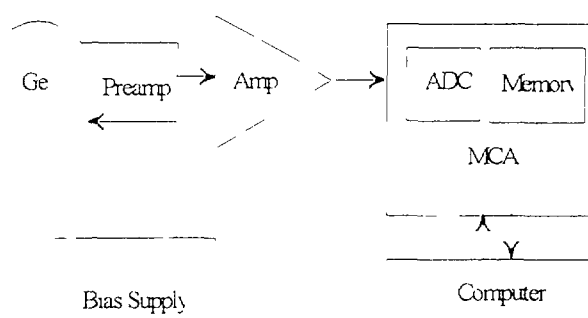 Ge
Preamp
Amp
ADC
Memory
MCA
Bias Supply
Computer